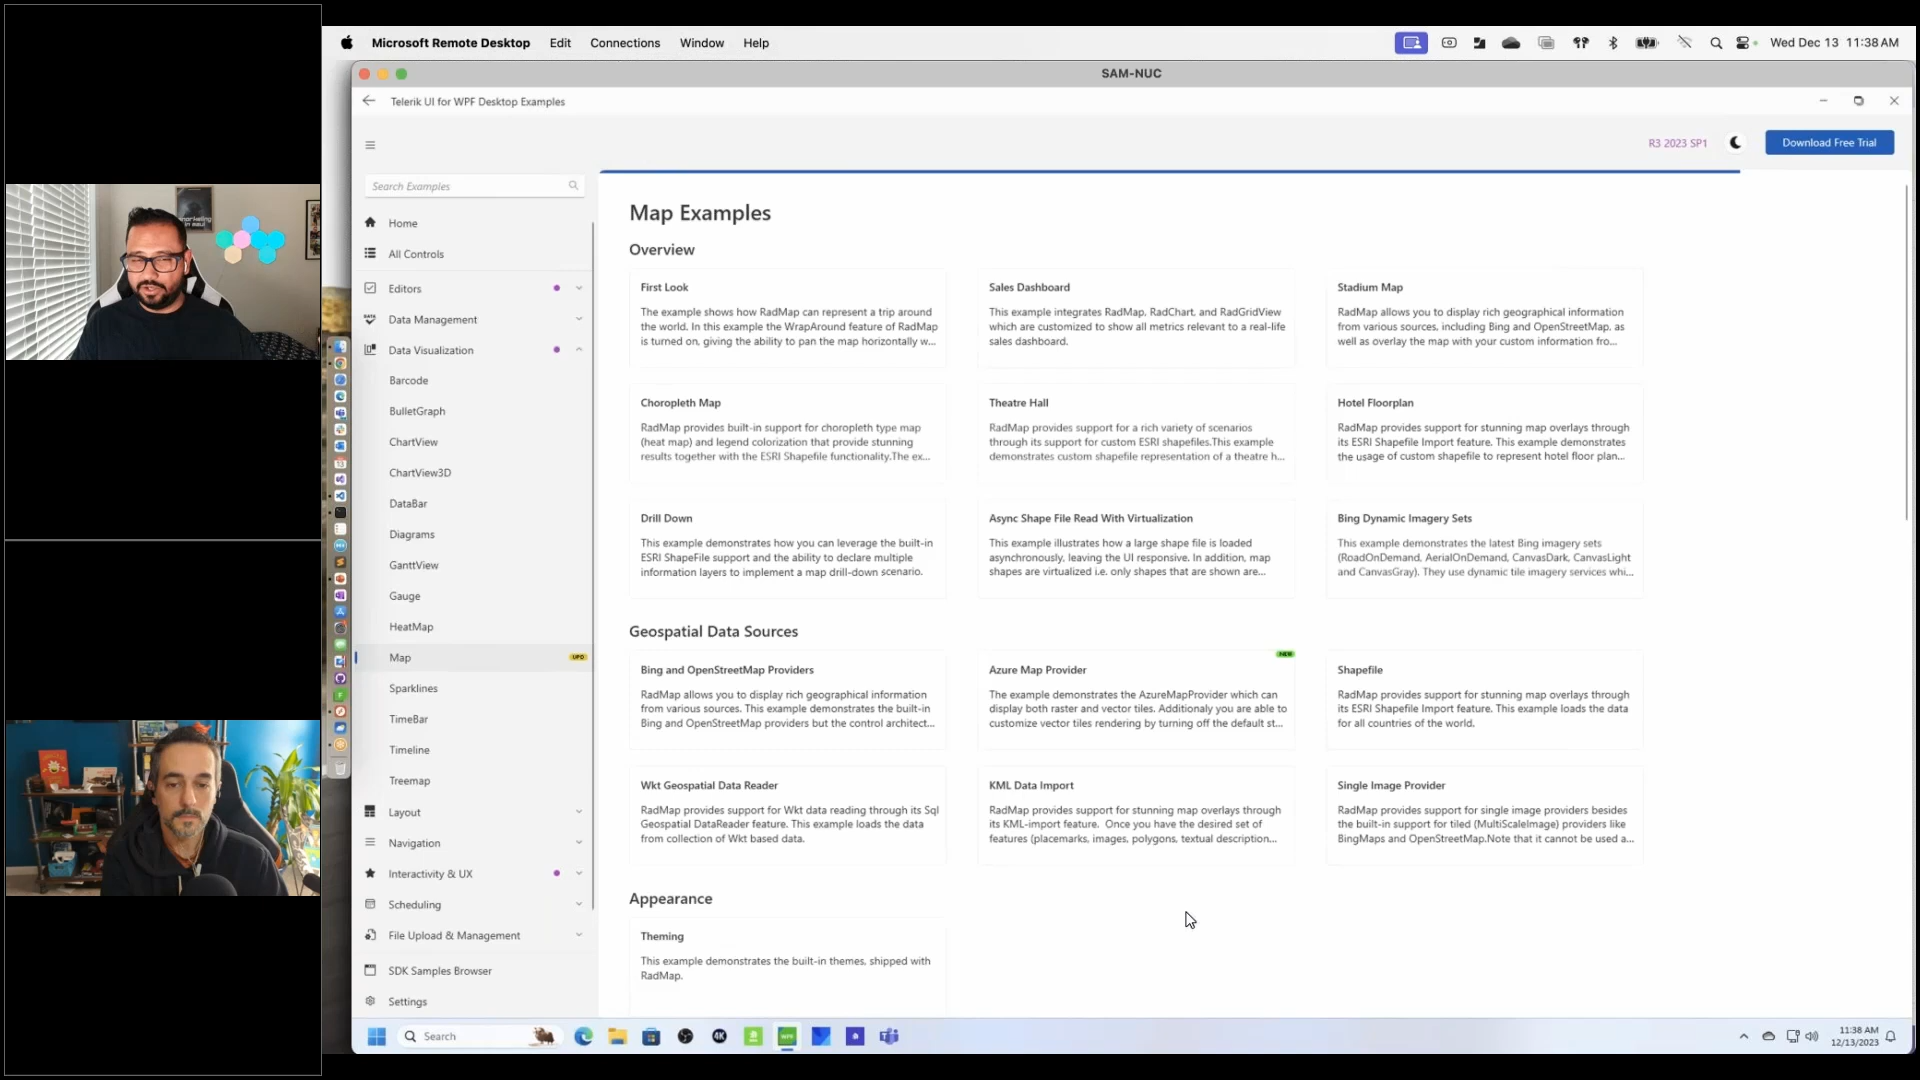 Microsoft Remote Desktop Edit Connections Window Help
Wed Dec 13 11:38 AM
SAM-NUC
Telerik UI for WPF Desktop Examples
R3 2023 SP1
Download Free Trial
Search Examples
Home
All Controls
Editors
Data Management
Data Visualization
Barcode
BulletGraph
ChartView
ChartView3D
DataBar
Diagrams
GanttView
Gauge
HeatMap
Map
UPD
Sparklines
TimeBar
Timeline
Treemap
Layout
Navigation
Interactivity & UX
Scheduling
File Upload & Management
SDK Samples Browser
Settings
Map Examples
Overview
First Look
The example shows how RadMap can represent a trip around
the world. In this example the WrapAround feature of RadMap
is turned on, giving the ability to pan the map horizontally w...
Sales Dashboard
This example integrates RadMap, RadChart, and RadGridView
which are customized to show all metrics relevant to a real-life
sales dashboard.
Stadium Map
RadMap allows you to display rich geographical information
from various sources, including Bing and OpenStreetMap, as
well as overlay the map with your custom information fro...
Choropleth Map
RadMap provides built-in support for choropleth type map
(heat map) and legend colorization that provide stunning
results together with the ESRI Shapefile functionality.The ex...
Theatre Hall
RadMap provides support for a rich variety of scenarios
through its support for custom ESRI shapefiles.This example
demonstrates custom shapefile representation of a theatre h...
Hotel Floorplan
RadMap provides support for stunning map overlays through
its ESRI Shapefile Import feature. This example demonstrates
the usage of custom shapefile to represent hotel floor plan...
Drill Down
This example demonstrates how you can leverage the built-in
ESRI ShapeFile support and the ability to declare multiple
information layers to implement a map drill-down scenario.
Async Shape File Read With Virtualization
This example illustrates how a large shape file is loaded
asynchronously, leaving the UI responsive. In addition, map
shapes are virtualized i.e. only shapes that are shown are...
Bing Dynamic Imagery Sets
This example demonstrates the latest Bing imagery sets
(RoadOnDemand, AerialOnDemand, CanvasDark, CanvasLight
and CanvasGray). They use dynamic tile imagery services whi...
Geospatial Data Sources
Bing and OpenStreetMap Providers
RadMap allows you to display rich geographical information
from various sources. This example demonstrates the built-in
Bing and OpenStreetMap providers but the control architect...
NEW
Azure Map Provider
The example demonstrates the AzureMapProvider which can
display both raster and vector tiles. Additionaly you are able to
customize vector tiles rendering by turning off the default st...
Shapefile
RadMap provides support for stunning map overlays through
its ESRI Shapefile Import feature. This example loads the data
for all countries of the world.
Wkt Geospatial Data Reader
RadMap provides support for Wkt data reading through its Sql
Geospatial DataReader feature. This example loads the data
from collection of Wkt based data.
KML Data Import
RadMap provides support for stunning map overlays through
its KML-import feature. Once you have the desired set of
features (placemarks, images, polygons, textual description...
Single Image Provider
RadMap provides support for single image providers besides
the built-in support for tiled (MultiScaleImage) providers like
BingMaps and OpenStreetMap.Note that it cannot be used a...
Appearance
Theming
This example demonstrates the built-in themes, shipped with
RadMap.
Search
4K
WPF
11:38 AM
12/13/2023